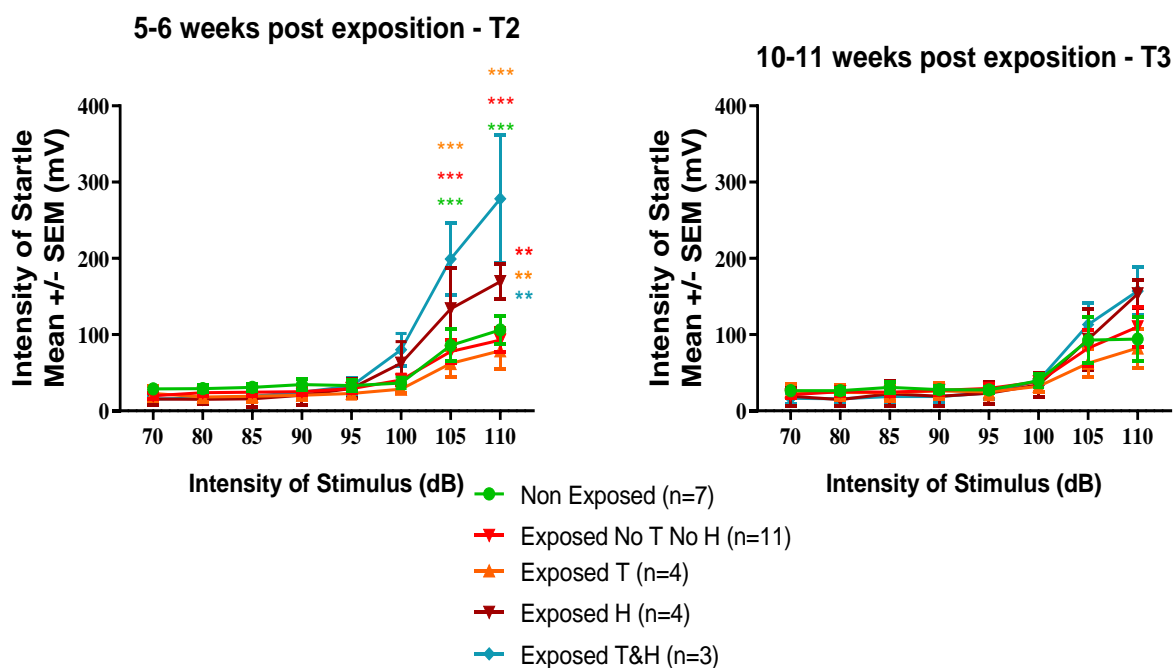 5-6 weeks post exposition - T2
Intensity of Startle
Mean +/- SEM (mV)
400
300
200
100
0
***
***
***
***
***
***
**
**
**
70 80 85 90 95 100 105 110
Intensity of Stimulus (dB)
10-11 weeks post exposition - T3
Intensity of Startle
Mean +/- SEM (mV)
400
300
200
100
0
70 80 85 90 95 100 105 110
Intensity of Stimulus (dB)
Non Exposed (n=7)
Exposed No T No H (n=11)
Exposed T (n=4)
Exposed H (n=4)
Exposed T&H (n=3)